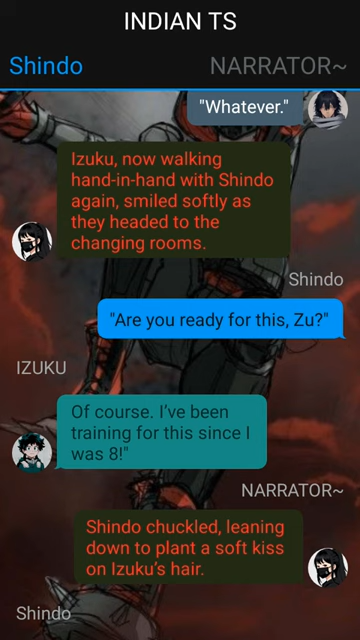 INDIAN TS
Shindo NARRATOR~
"Whatever."
Izuku, now walking
hand-in-hand with Shindo
again, smiled softly as
they headed to the
changing rooms.
Shindo
"Are you ready for this, Zu?"
IZUKU
Of course. I've been
training for this since I
was 8!"
NARRATOR~
Shindo chuckled, leaning
down to plant a soft kiss
on Izuku's hair.
Shindo